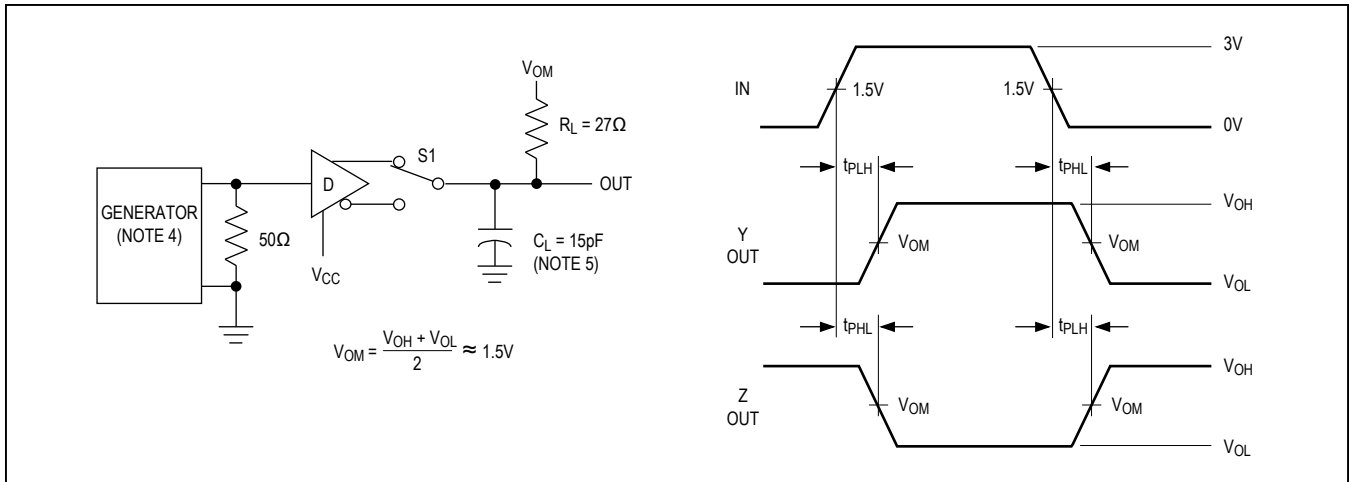 GENERATOR
(NOTE 4)
50Ω
D
VCC
S1
VOM
RL = 27Ω
OUT
CL = 15pF
(NOTE 5)
VOM = VOH + VOL
2
≈ 1.5V
IN
1.5V
1.5V
3V
0V
tPLH
tPHL
Y
OUT
VOM
VOM
VOH
VOL
tPHL
tPLH
Z
OUT
VOM
VOM
VOH
VOL